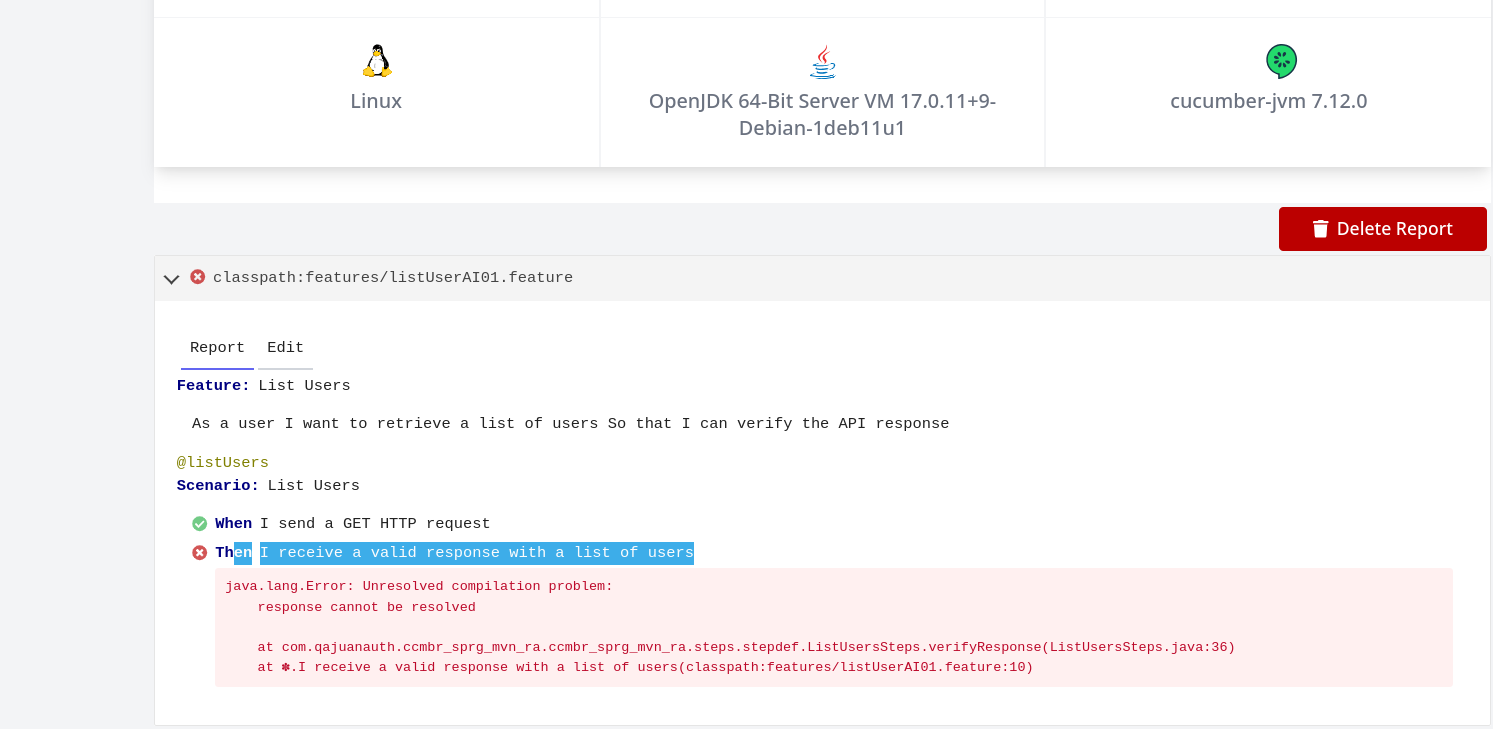 Linux
OpenJDK 64-Bit Server VM 17.0.11+9-
Debian-1deb11u1
cucumber-jvm 7.12.0
Delete Report
classpath:features/listUserAI01.feature
Report Edit
Feature: List Users
As a user I want to retrieve a list of users So that I can verify the API response
@listUsers
Scenario: List Users
When I send a GET HTTP request
Then I receive a valid response with a list of users
java.lang.Error: Unresolved compilation problem:
response cannot be resolved
at com.qajuanauth.ccmbr_sprg_mvn_ra.ccmbr_sprg_mvn_ra.steps.stepdef.ListUsersSteps.verifyResponse(ListUsersSteps.java:36)
at ✽.I receive a valid response with a list of users(classpath:features/listUserAI01.feature:10)